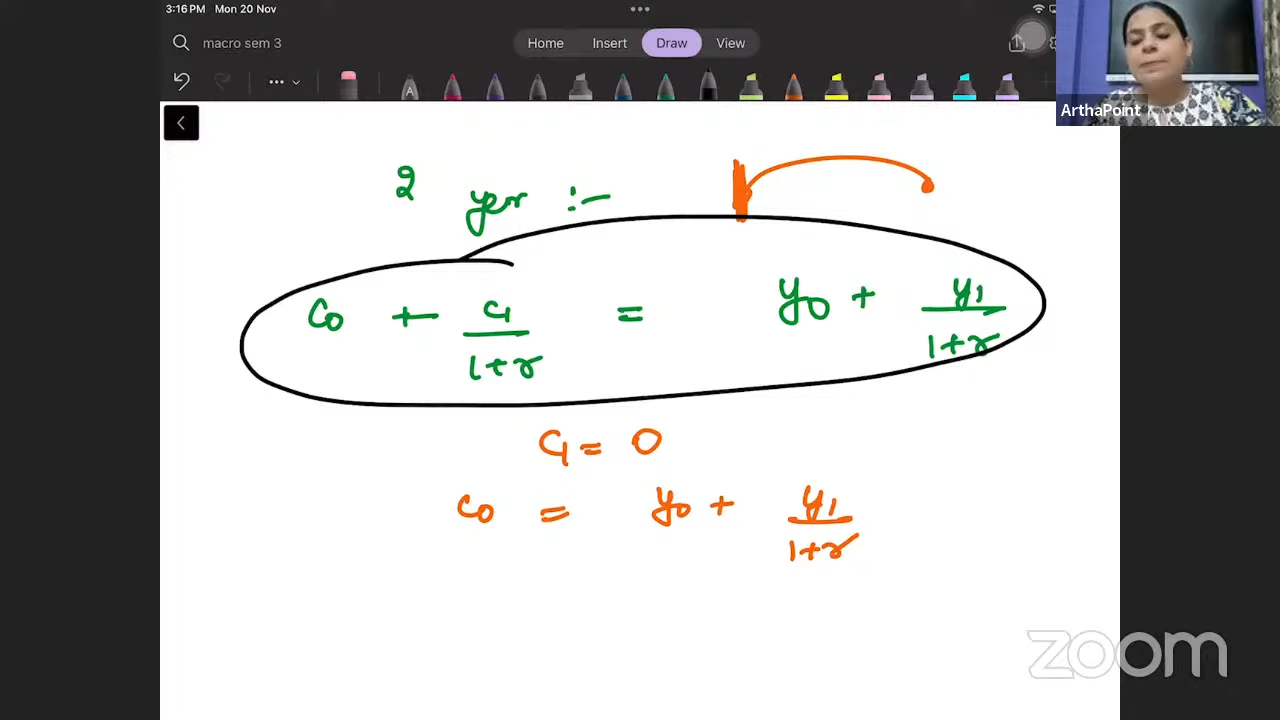 3:16 PM Mon 20 Nov
macro sem 3
Home Insert Draw View
A
ArthaPoint
2 year :-
C0 + C1/1+r = y0 + y1/1+r
C1 = 0
C0 = y0 + y1/1+r
zoom